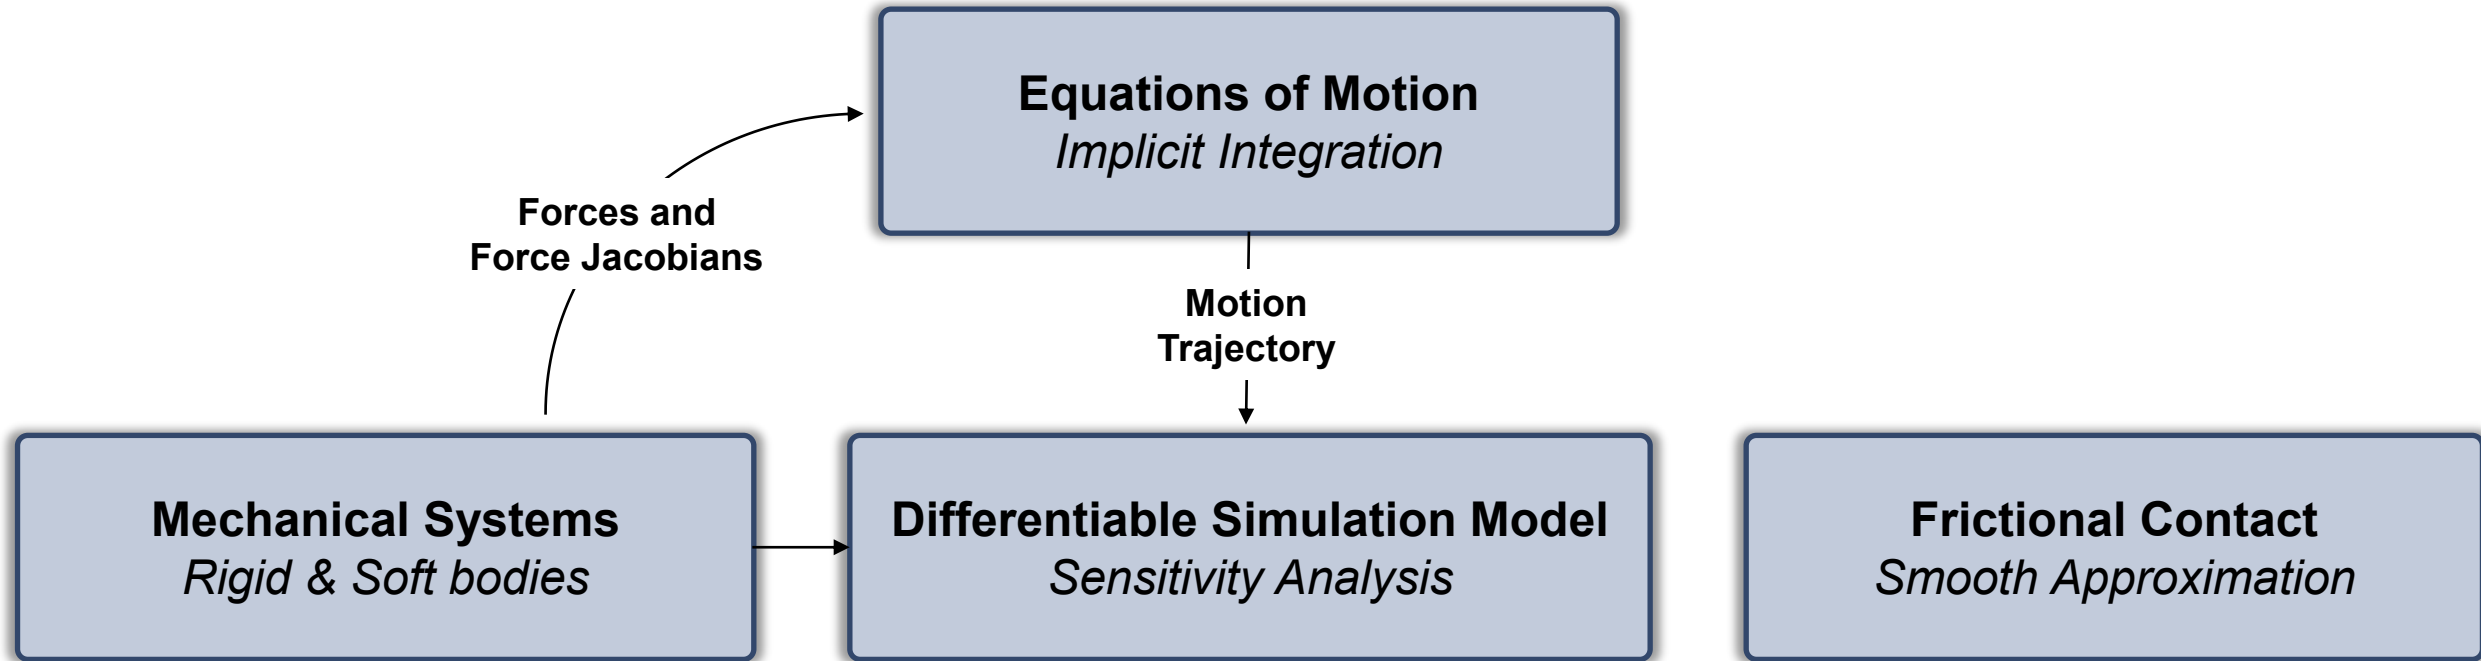 Equations of Motion
Implicit Integration
Forces and
Force Jacobians
Motion
Trajectory
Mechanical Systems
Rigid & Soft bodies
Differentiable Simulation Model
Sensitivity Analysis
Frictional Contact
Smooth Approximation